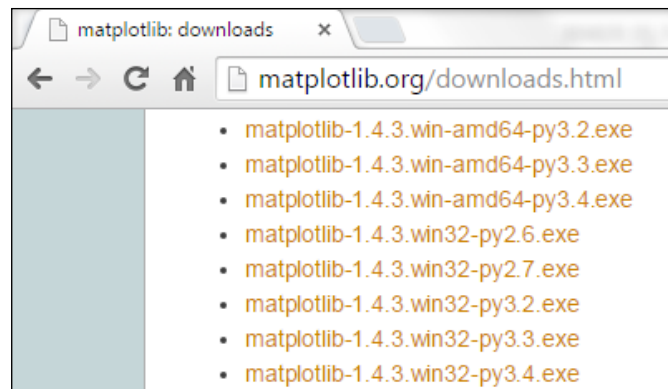 matplotlib: downloads
matplotlib.org/downloads.html
matplotlib-1.4.3.win-amd64-py3.2.exe
matplotlib-1.4.3.win-amd64-py3.3.exe
matplotlib-1.4.3.win-amd64-py3.4.exe
matplotlib-1.4.3.win32-py2.6.exe
matplotlib-1.4.3.win32-py2.7.exe
matplotlib-1.4.3.win32-py3.2.exe
matplotlib-1.4.3.win32-py3.3.exe
matplotlib-1.4.3.win32-py3.4.exe